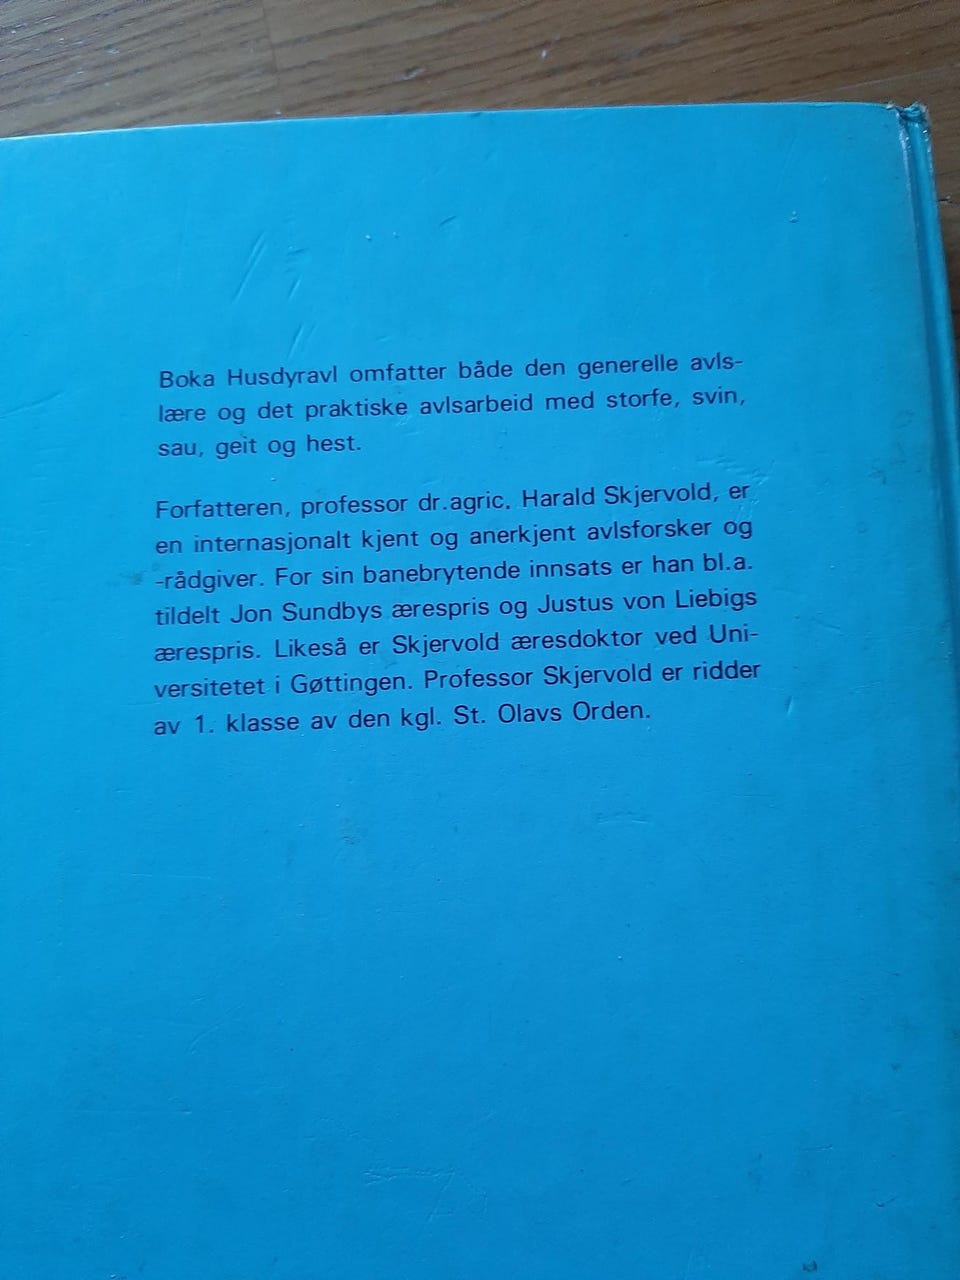 Boka Husdyravl omfatter både den generelle avls-
lære og det praktiske avlsarbeid med storfe, svin,
sau, geit og hest.
Forfatteren, professor dr.agric. Harald Skjervold, er
en internasjonalt kjent og anerkjent avlsforsker og
-rådgiver. For sin banebrytende innsats er han bl.a.
tildelt Jon Sundbys ærespris og Justus von Liebigs
ærespris. Likeså er Skjervold æresdoktor ved Uni-
versitetet i Gøttingen. Professor Skjervold er ridder
av 1. klasse av den kgl. St. Olavs Orden.